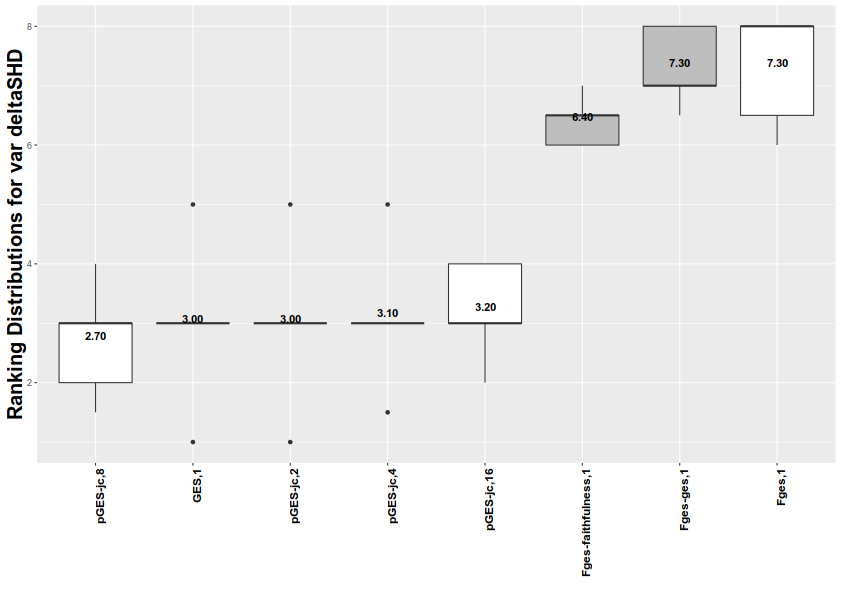 Ranking Distributions for var deltaSHD
8
6
4
2
2.70
3.00
3.00
3.10
3.20
6.40
7.30
7.30
pGES-jc,8
GES,1
pGES-jc,2
pGES-jc,4
pGES-jc,16
Fges-faithfulness,1
Fges-ges,1
Fges,1